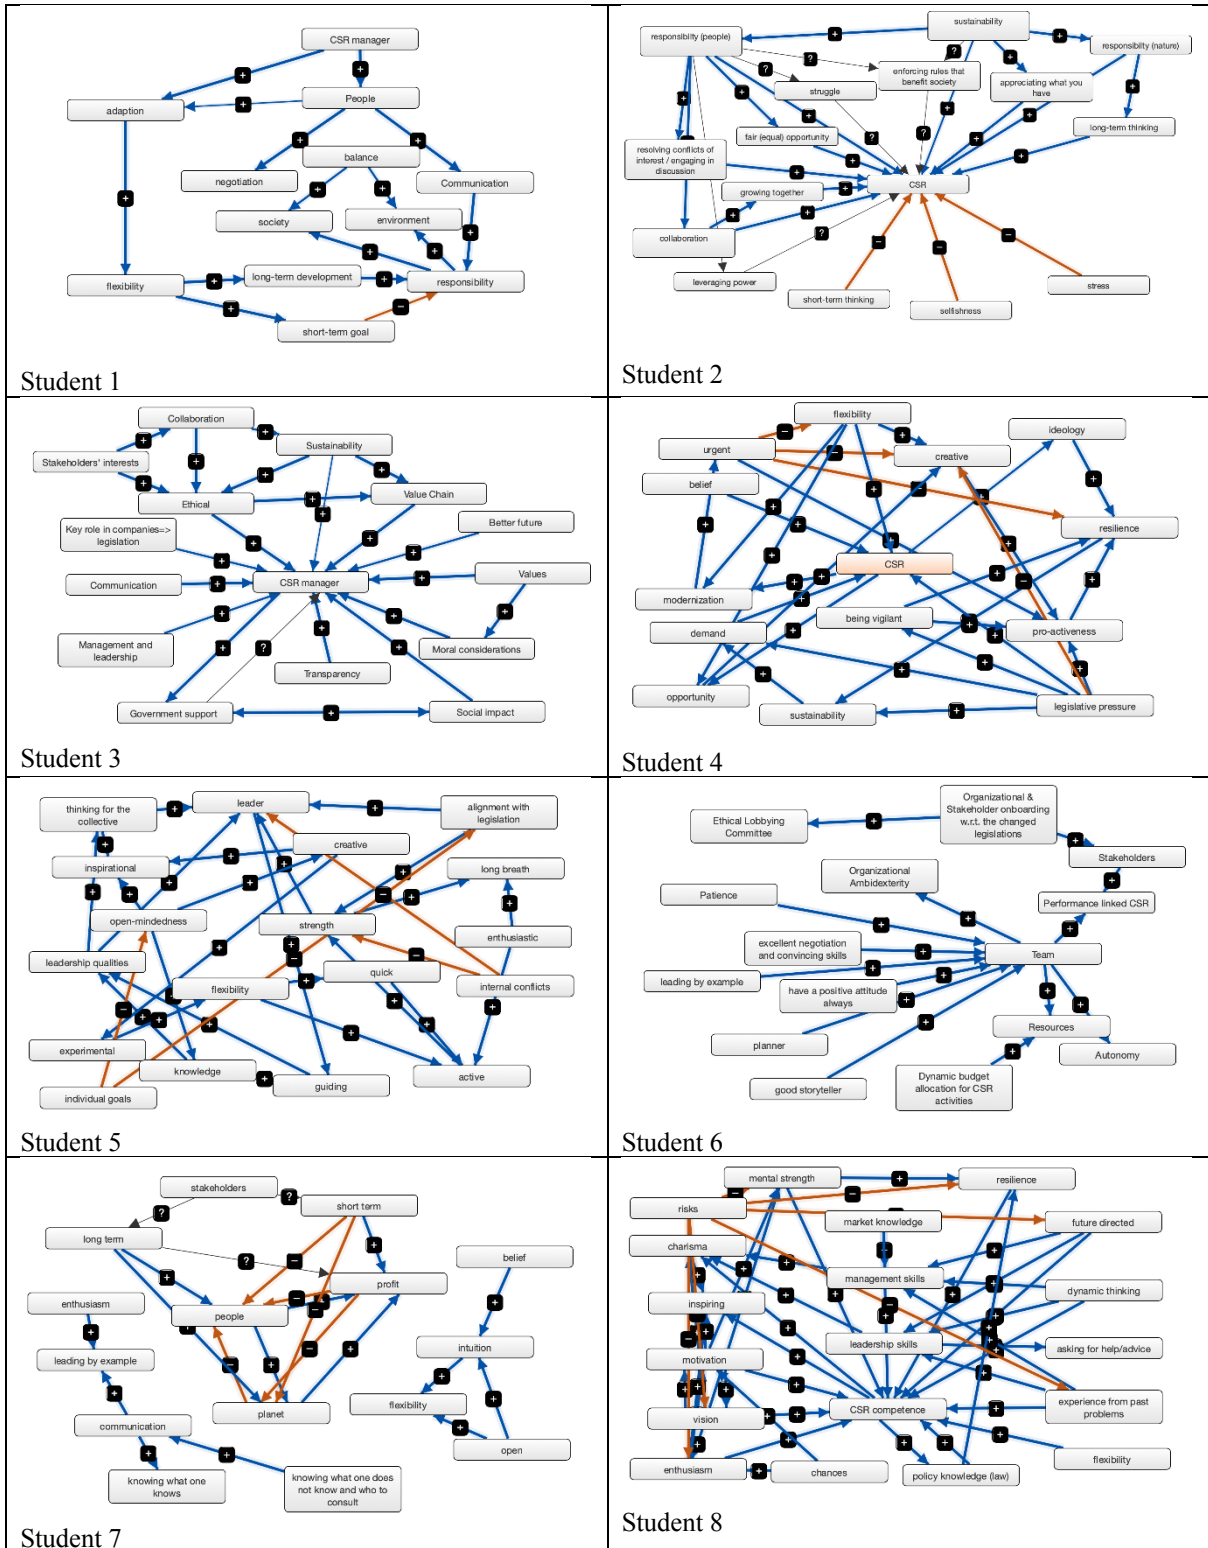 CSR manager
+
+
adaption
+
People
+
+
balance
negotiation
+
+
Communication
+
society
environment
+
+
+
flexibility
+
long-term development
+
responsibility
+
−
short-term goal
Student 1
sustainability
responsibilty (people)
+
+
responsibilty (nature)
?
?
?
+
enforcing rules that
benefit society
appreciating what you
have
struggle
+
+
+
+
+
fair (equal) opportunity
?
?
long-term thinking
+
+
+
resolving conflicts of
interest / engaging in
discussion
+
+
+
CSR
growing together
+
+
+
collaboration
?
−
−
−
leveraging power
stress
short-term thinking
selfishness
Student 2
Collaboration
+
+
Sustainability
Stakeholders' interests
+
+
+
+
Ethical
+
Value Chain
+
Key role in companies=>
legislation
+
+
Better future
+
+
Communication
+
CSR manager
+
Values
+
+
+
Management and
leadership
+
?
+
Moral considerations
Transparency
+
Government support
+
Social impact
Student 3
flexibility
ideology
−
+
urgent
−
creative
+
belief
−
+
+
resilience
+
+
+
+
CSR
−
modernization
+
+
being vigilant
+
+
demand
+
+
pro-activeness
+
+
+
opportunity
+
sustainability
+
+
legislative pressure
Student 4
thinking for the
collective
+
leader
+
alignment with
legislation
+
creative
inspirational
+
+
+
long breath
+
+
−
open-mindedness
strength
+
enthusiastic
leadership qualities
+
−
−
quick
flexibility
+
internal conflicts
−
+
+
+
+
+
experimental
knowledge
+
guiding
active
individual goals
Student 5
Ethical Lobbying
Committee
+
Organizational &
Stakeholder onboarding
w.r.t. the changed
legislations
+
Stakeholders
Organizational
Ambidexterity
+
Patience
Performance linked CSR
+
+
+
excellent negotiation
and convincing skills
+
Team
leading by example
+
have a positive attitude
always
+
+
+
+
Resources
planner
+
Autonomy
good storyteller
Dynamic budget
allocation for CSR
activities
Student 6
stakeholders
?
?
short term
long term
?
−
+
belief
profit
+
−
−
+
enthusiasm
people
+
+
leading by example
+
−
+
−
intuition
+
+
planet
flexibility
+
communication
+
open
+
knowing what one
knows
knowing what one does
not know and who to
consult
Student 7
mental strength
+
resilience
−
−
risks
market knowledge
future directed
charisma
−
+
+
+
management skills
dynamic thinking
+
+
inspiring
+
−
+
+
−
leadership skills
+
asking for help/advice
motivation
+
+
+
+
vision
+
CSR competence
+
experience from past
problems
+
+
+
+
+
enthusiasm
+
chances
policy knowledge (law)
flexibility
Student 8